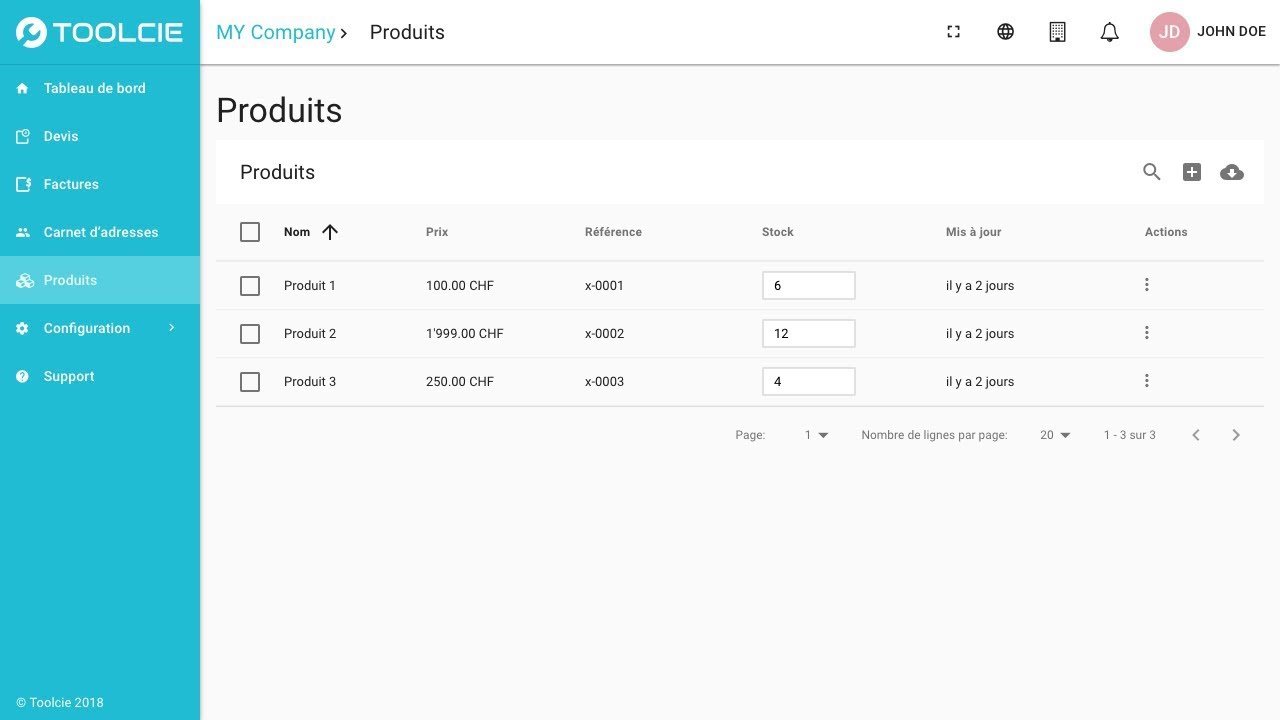 TOOLCIE
MY Company Produits
JD JOHN DOE
Tableau de bord
Devis
Factures
Carnet d'adresses
Produits
Configuration
Support
© Toolcie 2018
Produits
Produits
Nom Prix Référence Stock Mis à jour Actions
Produit 1 100.00 CHF x-0001 6 il y a 2 jours
Produit 2 1'999.00 CHF x-0002 12 il y a 2 jours
Produit 3 250.00 CHF x-0003 4 il y a 2 jours
Page: 1 Nombre de lignes par page: 20 1 - 3 sur 3